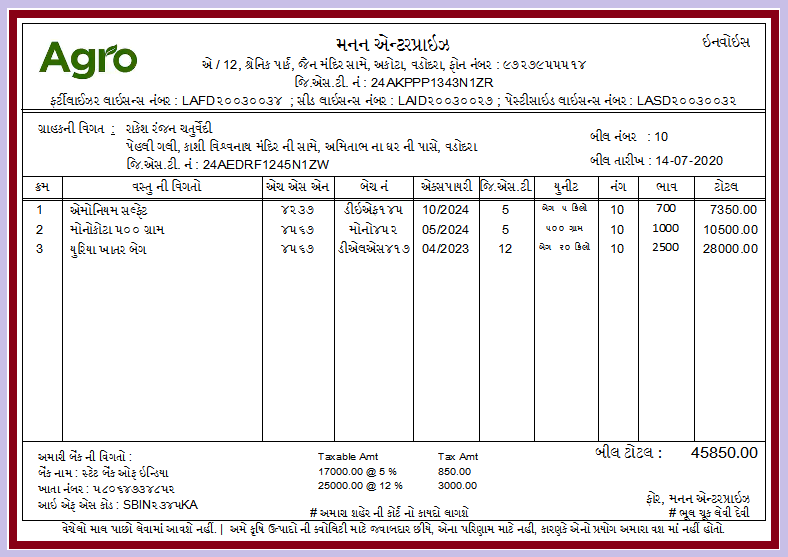 Agro
મનન એન્ટરપ્રાઇઝ
ઇનવોઇસ
એ / 12, શ્રેનિક પાર્ક, જૈન મંદિર સામે, અકોટા, વડોદરા, ફોન નંબર : ૯૭૨૭૯૫૫૫૧૪
જિ.એસ.ટી. નં : 24AKPPP1343N1ZR
ફર્ટીલાઈઝર લાઇસન્સ નંબર : LAFD૨૦૦૩૦૦૩૪ ; સીડ લાઇસન્સ નંબર : LAID૨૦૦૩૦૦૨૭ ; પેસ્ટીસાઇડ લાઇસન્સ નંબર : LASD૨૦૦૩૦૦૩૨
ગ્રાહકની વિગત : રાકેશ રંજન ચતુર્વેદી
પેહલી ગલી, કાશી વિશ્વનાથ મંદિર ની સામે, અમિતાભ ના ઘર ની પાસે, વડોદરા
જિ.એસ.ટી. નં : 24AEDRF1245N1ZW
બીલ નંબર : 10
બીલ તારીખ : 14-07-2020
ક્રમ વસ્તુ ની વિગતો એચ એસ એન બેચ નં એક્સપાયરી જિ.એસ.ટી. યુનીટ નંગ ભાવ ટોટલ
1 એમોનિયમ સલ્ફેટ ૪૨૩૭ ડીઈએફ૧૪૫ 10/2024 5 બેગ ૫ કિલો 10 700 7350.00
2 મોનોકોટા ૫૦૦ ગ્રામ ૪૫૬૭ મોનો૪૫૨ 05/2024 5 ૫૦૦ ગ્રામ 10 1000 10500.00
3 યુરિયા ખાતર બેગ ૪૫૬૭ ડીએલએસ૪૧૭ 04/2023 12 બેગ ૨૦ કિલો 10 2500 28000.00
અમારી બેંક ની વિગતો :
બેંક નામ : સ્ટેટ બેંક ઓફ ઇન્ડિયા
ખાતા નંબર : ૫૮૦૬૪૭૩૪૮૫૨
આઈ એફ એસ કોડ : SBIN૨૩૪૫KA
Taxable Amt Tax Amt
17000.00 @ 5 % 850.00
25000.00 @ 12 % 3000.00
# અમારા શહેર ની કોર્ટ નો કાયદો લાગશે
બીલ ટોટલ : 45850.00
ફોર, મનન એન્ટરપ્રાઇઝ
# ભૂલ ચૂક લેવી દેવી
વેચેલો માલ પાછો લેવામાં આવશે નહીં. | અમે કૃષિ ઉત્પાદો ની ક્વોલિટી માટે જવાબદાર છીયે, એના પરિણામ માટે નહી, કારણકે એનો પ્રયોગ અમારા વશ માં નહીં હોતો.